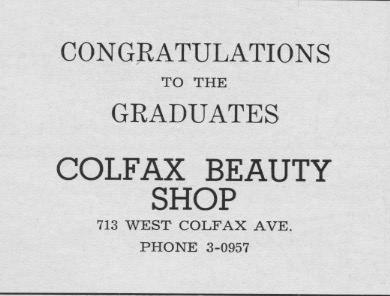 CONGRATULATIONS
TO THE
GRADUATES
COLFAX BEAUTY
SHOP
713 WEST COLFAX AVE.
PHONE 3-0957